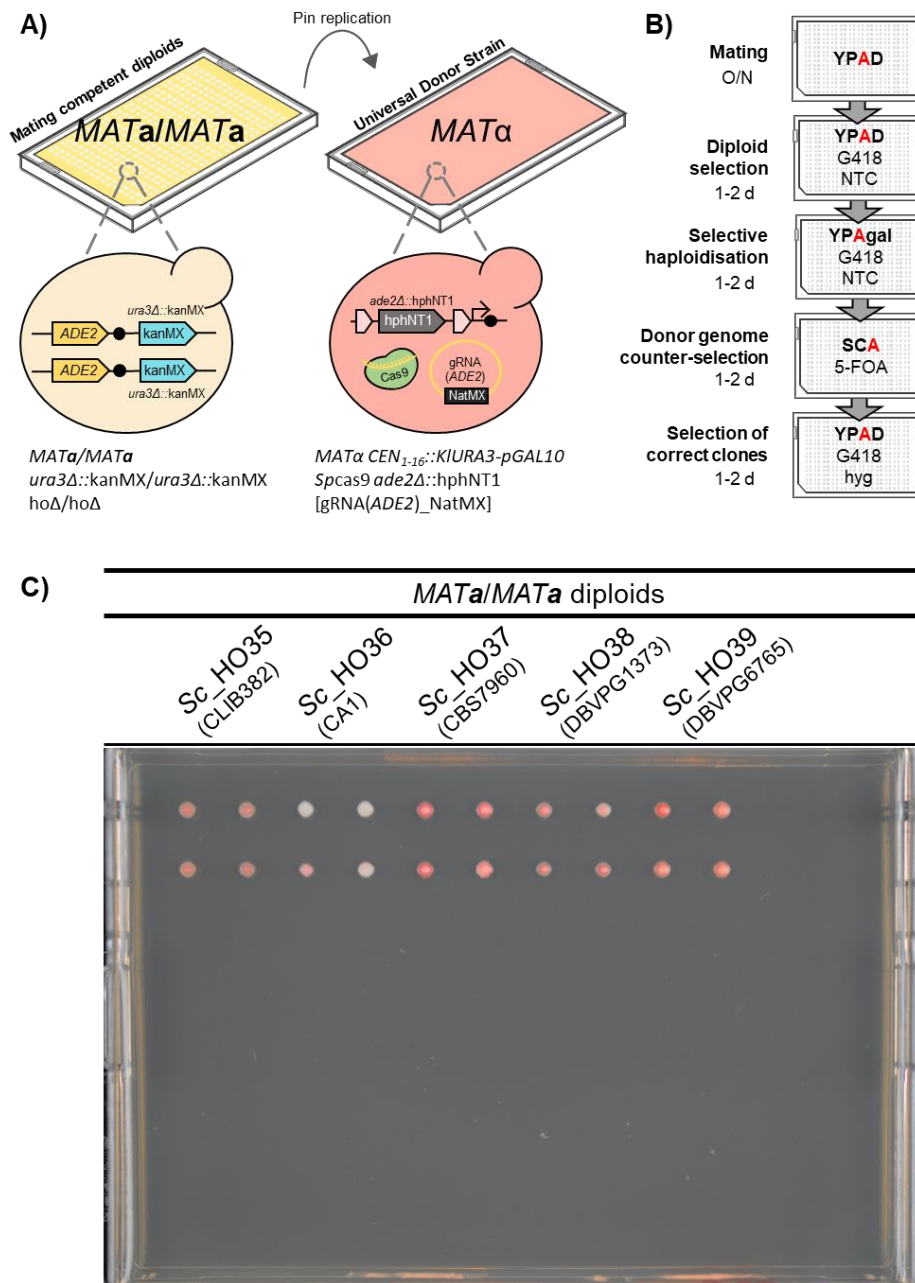 A)
Pin replication
Mating competent diploids
MATa/MATa
Universal Donor Strain
MATα
ura3Δ::kanMX
ADE2
kanMX
ADE2
kanMX
ura3Δ::kanMX
ade2Δ::hphNT1
hphNT1
Cas9
gRNA
(ADE2)
NatMX
MATa/MATa
ura3Δ::kanMX/ura3Δ::kanMX
hoΔ/hoΔ
MATα CEN1-16::KlURA3-pGAL10
Spcas9 ade2Δ::hphNT1
[gRNA(ADE2)_NatMX]
B)
Mating
O/N
YPAD
Diploid
selection
1-2 d
YPAD
G418
NTC
Selective
haploidisation
1-2 d
YPAgal
G418
NTC
Donor genome
counter-selection
1-2 d
SCA
5-FOA
Selection of
correct clones
1-2 d
YPAD
G418
hyg
C)
MATa/MATa diploids
Sc_HO35
(CLIB382)
Sc_HO36
(CA1)
Sc_HO37
(CBS7960)
Sc_HO38
(DBVPG1373)
Sc_HO39
(DBVPG6765)